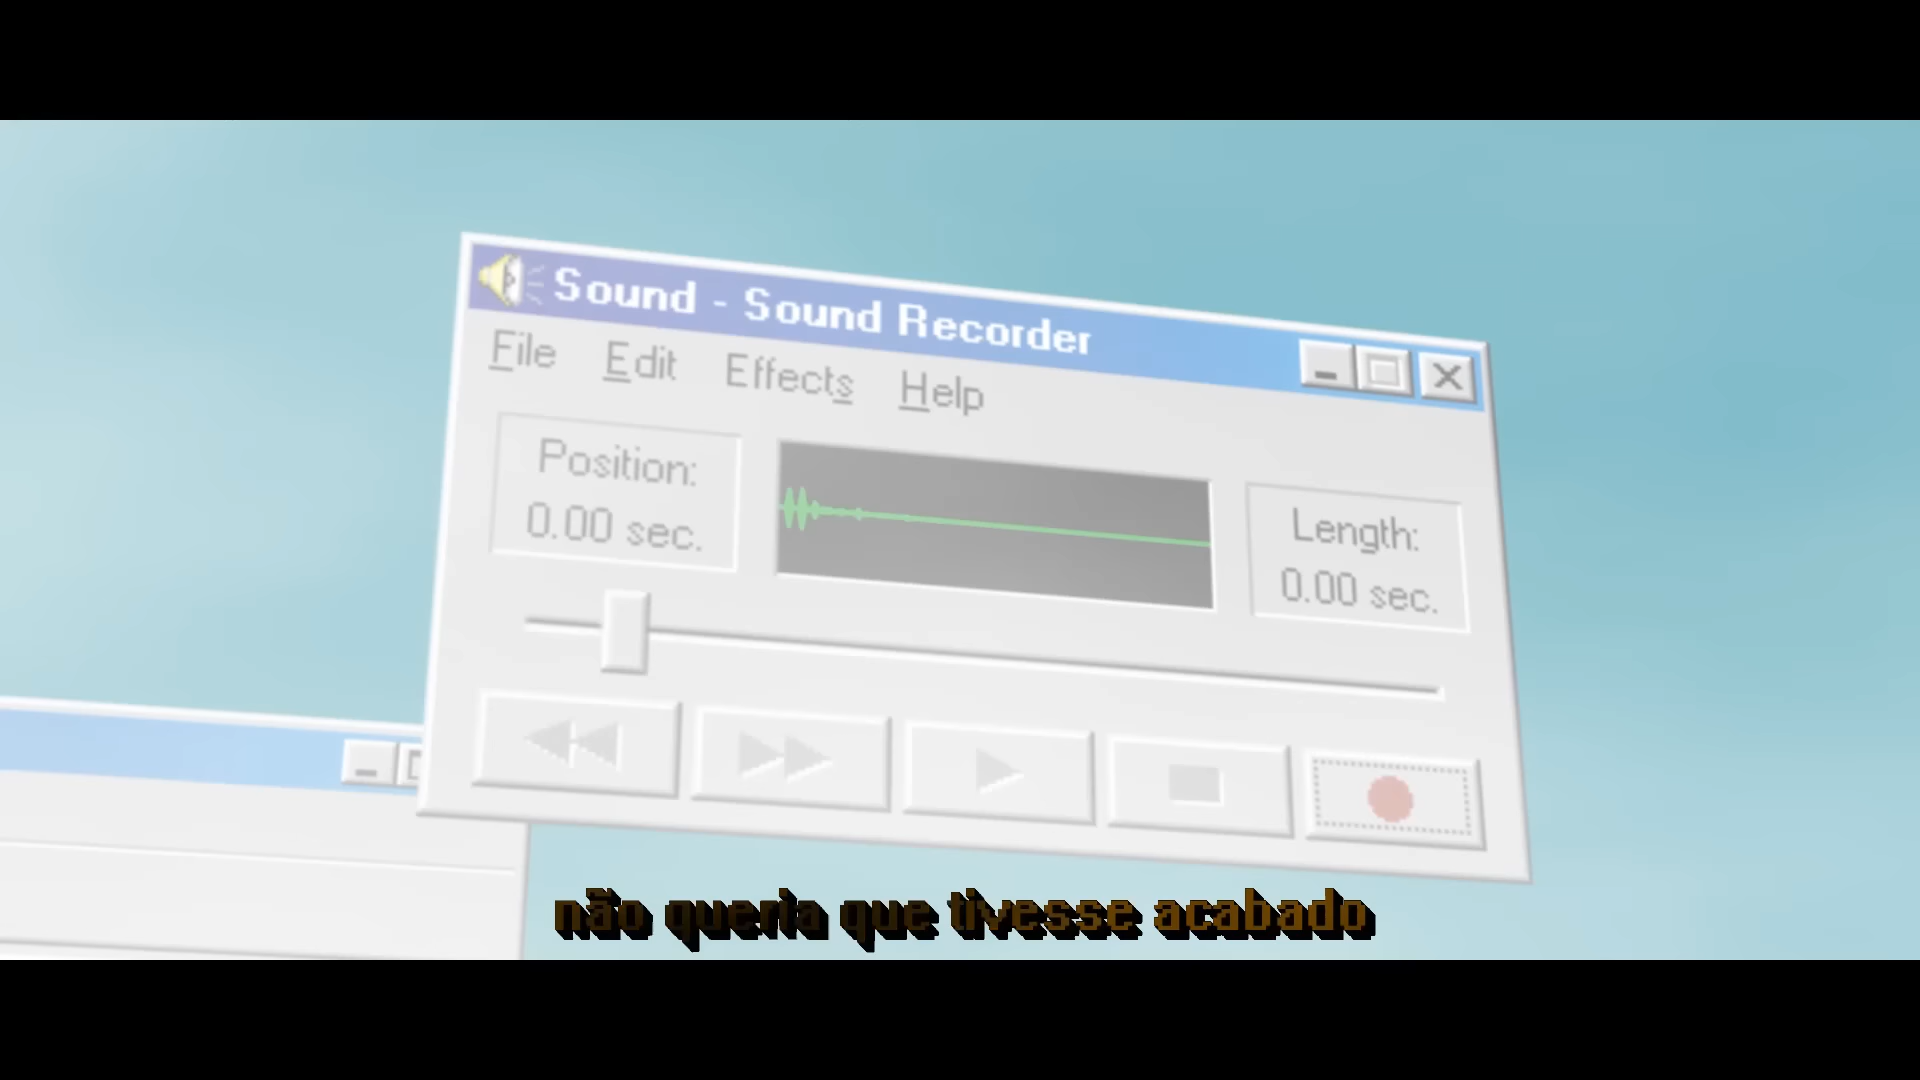 Sound - Sound Recorder
File Edit Effects Help
Position:
0.00 sec.
Length:
0.00 sec.
não queria que tivesse acabado